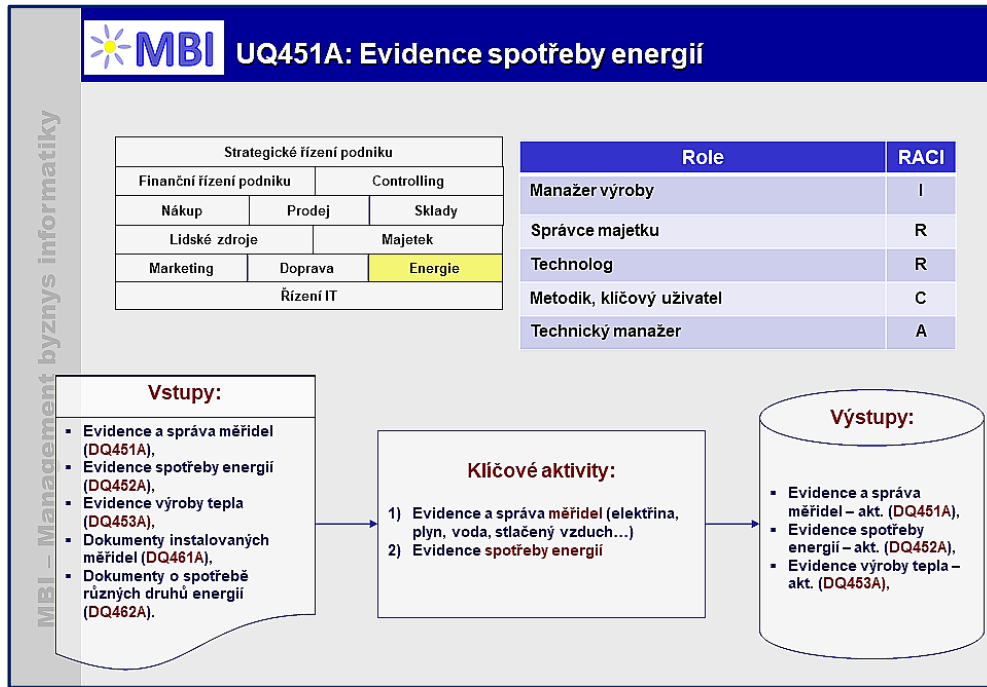 MBI
UQ451A: Evidence spotřeby energií
MBI – Management byznys informatiky
Strategické řízení podniku
Finanční řízení podniku
Controlling
Nákup
Prodej
Sklady
Lidské zdroje
Majetek
Marketing
Doprava
Energie
Řízení IT
Role RACI
Manažer výroby I
Správce majetku R
Technolog R
Metodik, klíčový uživatel C
Technický manažer A
Vstupy:
▪ Evidence a správa měřidel
(DQ451A),
▪ Evidence spotřeby energií
(DQ452A),
▪ Evidence výroby tepla
(DQ453A),
▪ Dokumenty instalovaných
měřidel (DQ461A),
▪ Dokumenty o spotřebě
různých druhů energií
(DQ462A).
Klíčové aktivity:
1) Evidence a správa měřidel (elektřina,
plyn, voda, stlačený vzduch…)
2) Evidence spotřeby energií
Výstupy:
▪ Evidence a správa
měřidel – akt. (DQ451A),
▪ Evidence spotřeby
energií – akt. (DQ452A),
▪ Evidence výroby tepla –
akt. (DQ453A),